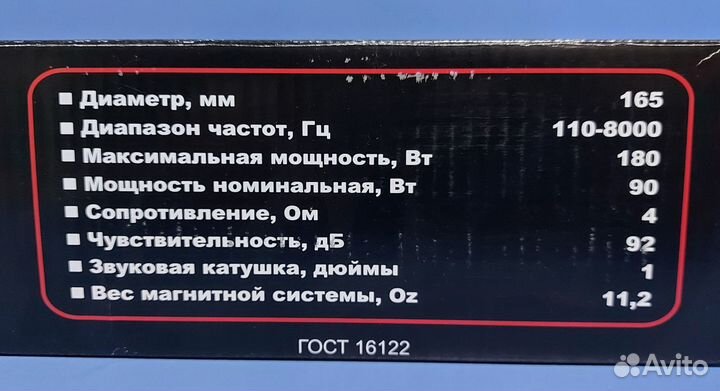 Диаметр, мм 165
Диапазон частот, Гц 110-8000
Максимальная мощность, Вт 180
Мощность номинальная, Вт 90
Сопротивление, Ом 4
Чувствительность, дБ 92
Звуковая катушка, дюймы 1
Вес магнитной системы, Oz 11,2
ГОСТ 16122
Avito